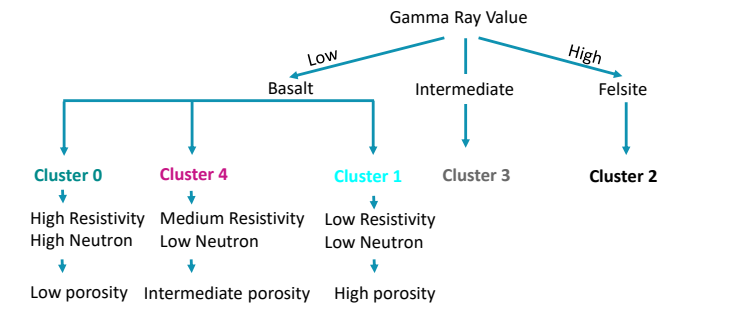 Gamma Ray Value
Low
High
Basalt
Intermediate
Felsite
Cluster 0
Cluster 4
Cluster 1
Cluster 3
Cluster 2
High Resistivity
High Neutron
Medium Resistivity
Low Neutron
Low Resistivity
Low Neutron
Low porosity
Intermediate porosity
High porosity